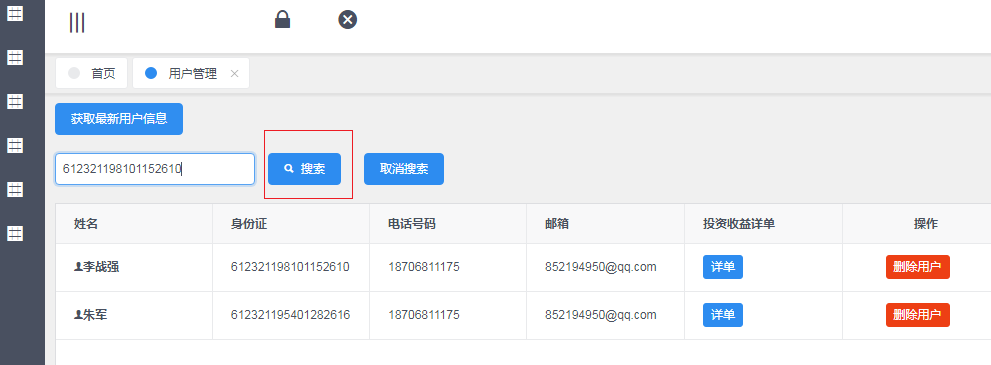 首页 用户管理
获取最新用户信息
612321198101152610 搜索 取消搜索
姓名 身份证 电话号码 邮箱 投资收益详单 操作
李战强 612321198101152610 18706811175 852194950@qq.com 详单 删除用户
朱军 612321195401282616 18706811175 852194950@qq.com 详单 删除用户